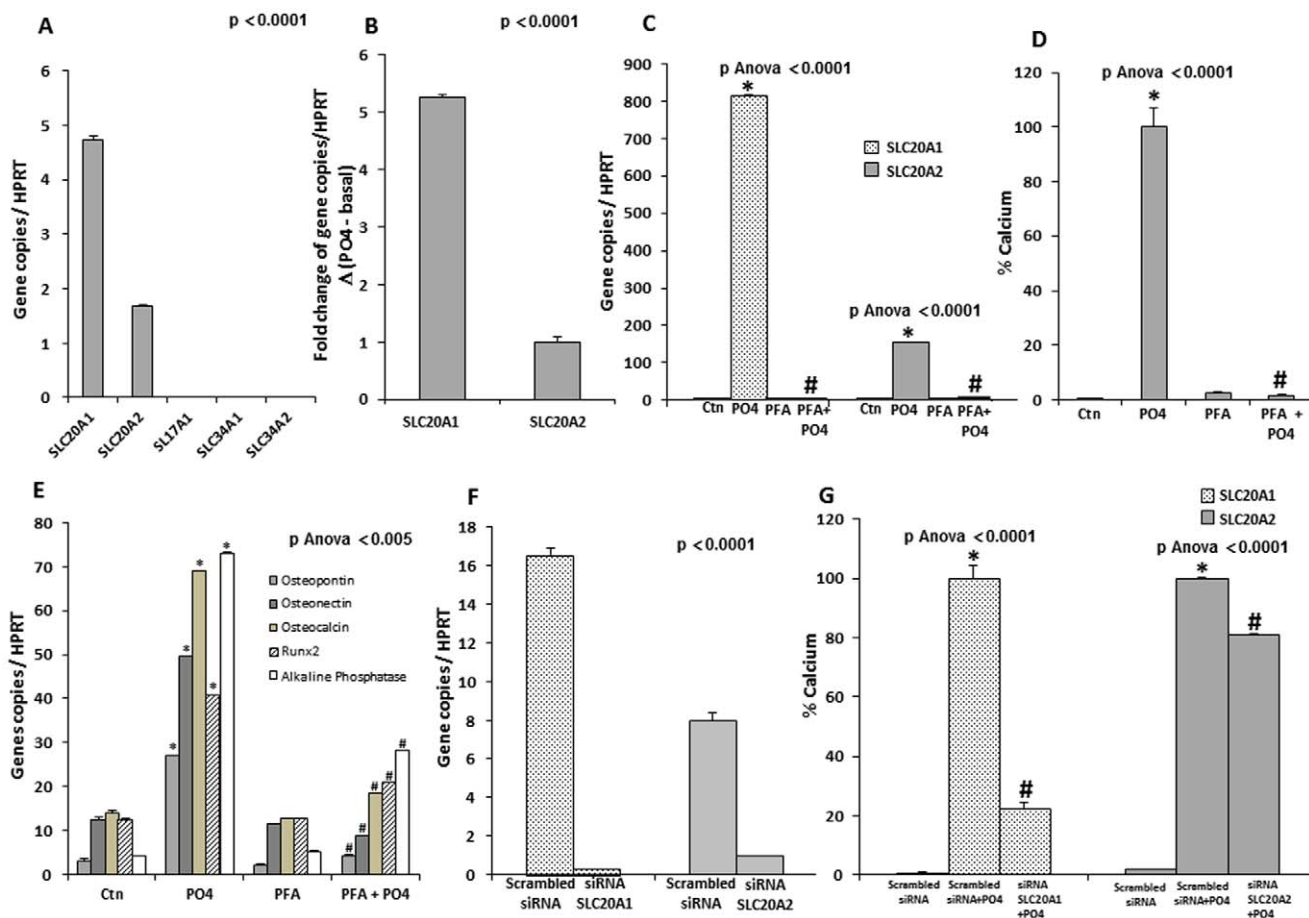 A
p <0.0001
6
5
4
3
2
1
0
Gene copies / HPRT
SLC20A1
SLC20A2
SL17A1
SLC34A1
SLC34A2
B
p <0.0001
6
5
4
3
2
1
0
Fold change of gene copies/HPRT
Δ (PO4 - basal)
SLC20A1
SLC20A2
C
p Anova <0.0001
*
900
800
700
600
500
400
300
200
100
0
Gene copies / HPRT
SLC20A1
SLC20A2
p Anova <0.0001
*
#
#
Ctn PO4 PFA PFA+
PO4
Ctn PO4 PFA PFA+
PO4
D
p Anova <0.0001
*
120
100
80
60
40
20
0
% Calcium
#
Ctn
PO4
PFA
PFA +
PO4
E
p Anova <0.005
80
70
60
50
40
30
20
10
0
Genes copies / HPRT
Osteopontin
Osteonectin
Osteocalcin
Runx2
Alkaline Phosphatase
* * * * *
# # # # #
Ctn
PO4
PFA
PFA + PO4
F
p <0.0001
18
16
14
12
10
8
6
4
2
0
Gene copies / HPRT
Scrambled
siRNA
siRNA
SLC20A1
Scrambled
siRNA
siRNA
SLC20A2
G
SLC20A1
SLC20A2
p Anova <0.0001
*
p Anova <0.0001
*
120
100
80
60
40
20
0
% Calcium
#
#
Scrambled
siRNA
Scrambled
siRNA+PO4
siRNA
SLC20A1
+PO4
Scrambled
siRNA
Scrambled
siRNA+PO4
siRNA
SLC20A2
+PO4